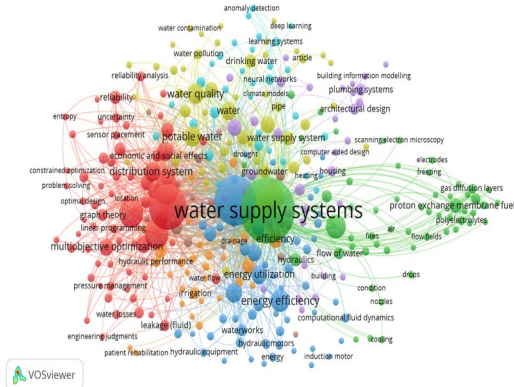 anomaly detection
water contamination
deep learning
learning systems
water pollution
drinking water
article
reliability analysis
neural networks
building information modelling
water quality
climate models
plumbing systems
reliability
pipe
architectural design
entropy
uncertainty
water
sensor placement
potable water
water supply system
scanning electron microscopy
economic and social effects
drought
computer aided design
electrodes
constrained optimization
distribution system
groundwater
housing
freezing
heating
problem solving
gas diffusion layers
optimal design
location
proton exchange membrane fuel
graph theory
water supply systems
polyelectrolytes
linear programming
air
fires
flow fields
drainage
efficiency
multiobjective optimization
flow of water
hydraulic performance
hydraulics
water flow
energy utilization
building
drops
pressure management
irrigation
condition
energy efficiency
nozzles
water losses
leakage (fluid)
computational fluid dynamics
waterworks
engineering judgments
hydraulic motors
cooling
patient rehabilitation
hydraulic equipment
energy
induction motor
VOSviewer